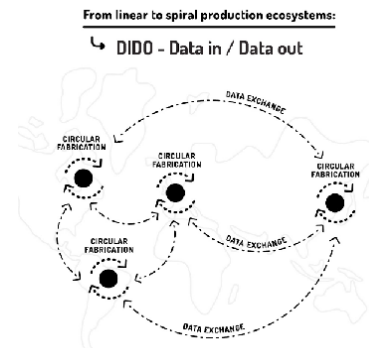 From linear to spiral production ecosystems:
DIDO - Data in / Data out
DATA EXCHANGE
CIRCULAR
FABRICATION
CIRCULAR
FABRICATION
CIRCULAR
FABRICATION
DATA EXCHANGE
CIRCULAR
FABRICATION
DATA EXCHANGE